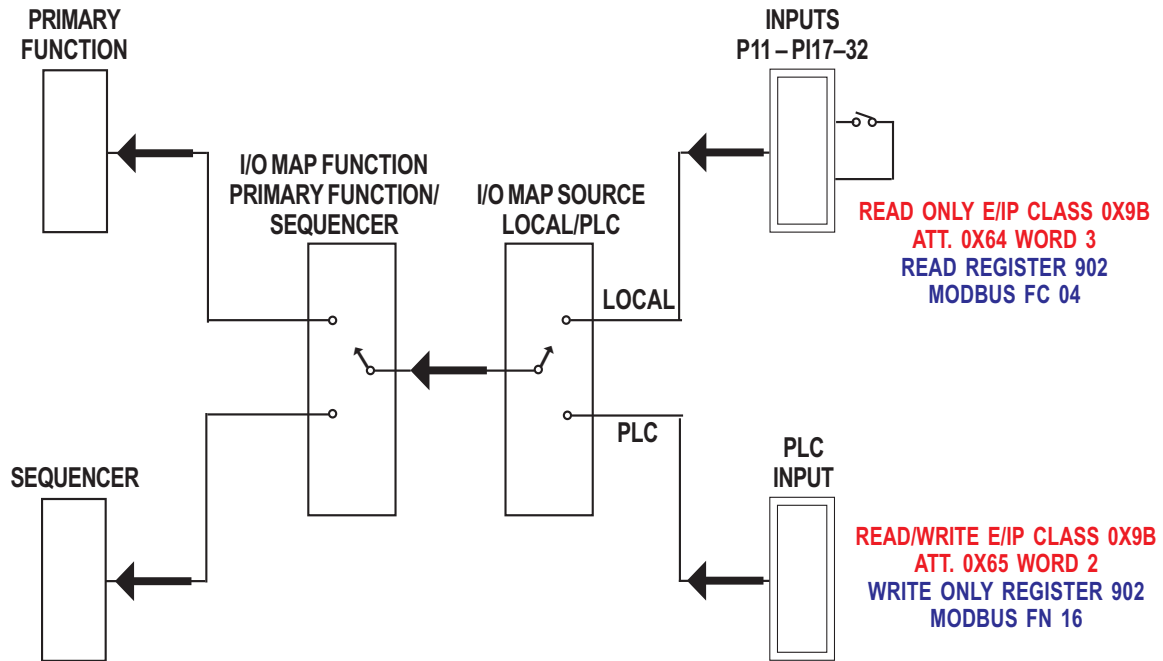 PRIMARY
FUNCTION
INPUTS
P11 – PI17–32
I/O MAP FUNCTION
PRIMARY FUNCTION/
SEQUENCER
I/O MAP SOURCE
LOCAL/PLC
READ ONLY E/IP CLASS 0X9B
ATT. 0X64 WORD 3
READ REGISTER 902
MODBUS FC 04
LOCAL
PLC
SEQUENCER
PLC
INPUT
READ/WRITE E/IP CLASS 0X9B
ATT. 0X65 WORD 2
WRITE ONLY REGISTER 902
MODBUS FN 16